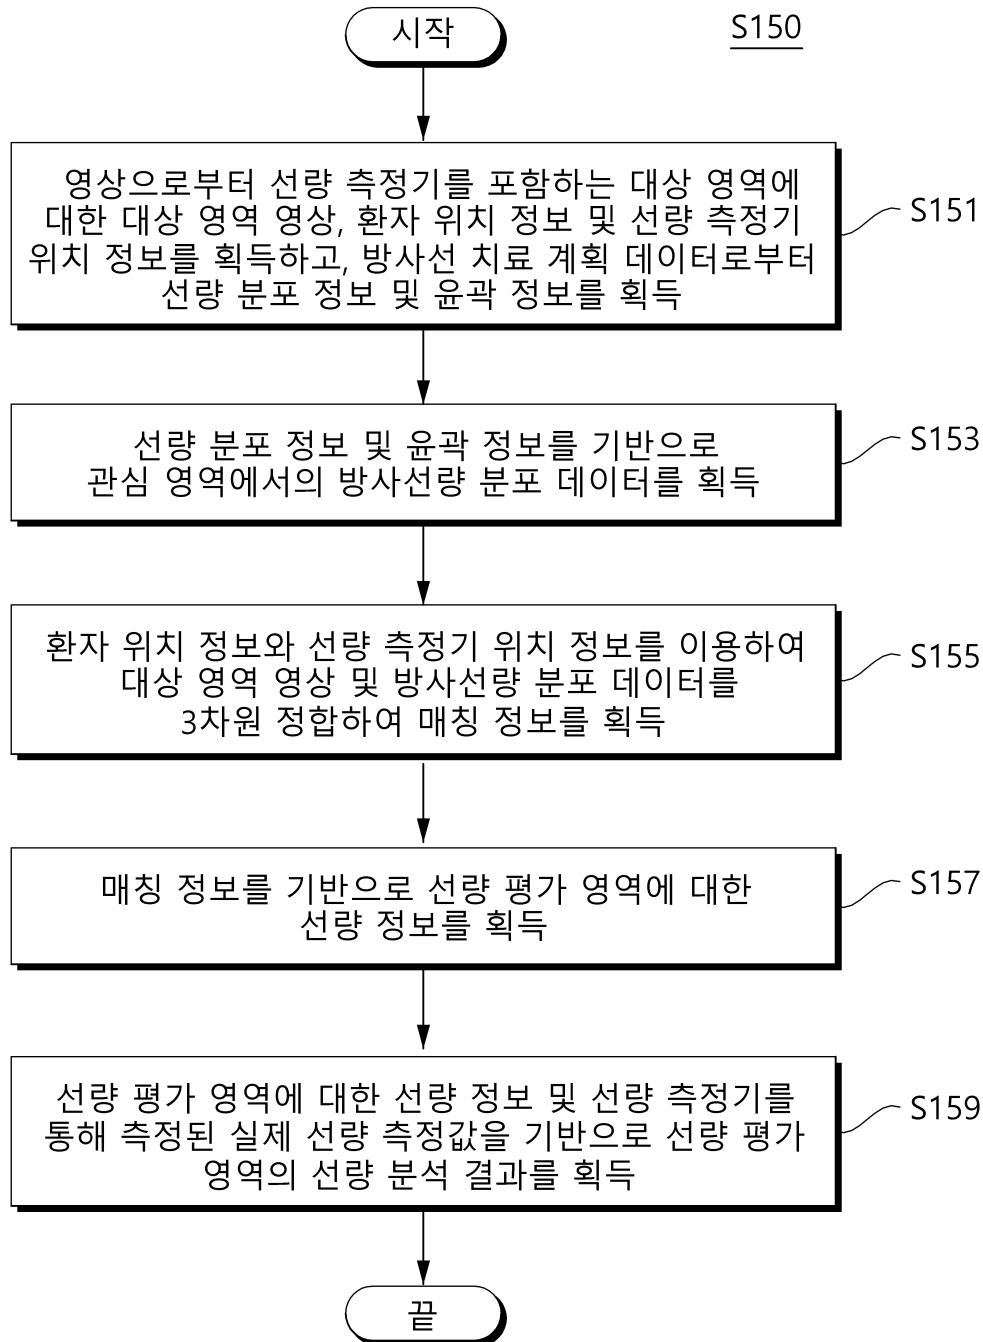 시작
S150
영상으로부터 선량 측정기를 포함하는 대상 영역에
대한 대상 영역 영상, 환자 위치 정보 및 선량 측정기
위치 정보를 획득하고, 방사선 치료 계획 데이터로부터
선량 분포 정보 및 윤곽 정보를 획득
S151
선량 분포 정보 및 윤곽 정보를 기반으로
관심 영역에서의 방사선량 분포 데이터를 획득
S153
환자 위치 정보와 선량 측정기 위치 정보를 이용하여
대상 영역 영상 및 방사선량 분포 데이터를
3차원 정합하여 매칭 정보를 획득
S155
매칭 정보를 기반으로 선량 평가 영역에 대한
선량 정보를 획득
S157
선량 평가 영역에 대한 선량 정보 및 선량 측정기를
통해 측정된 실제 선량 측정값을 기반으로 선량 평가
영역의 선량 분석 결과를 획득
S159
끝